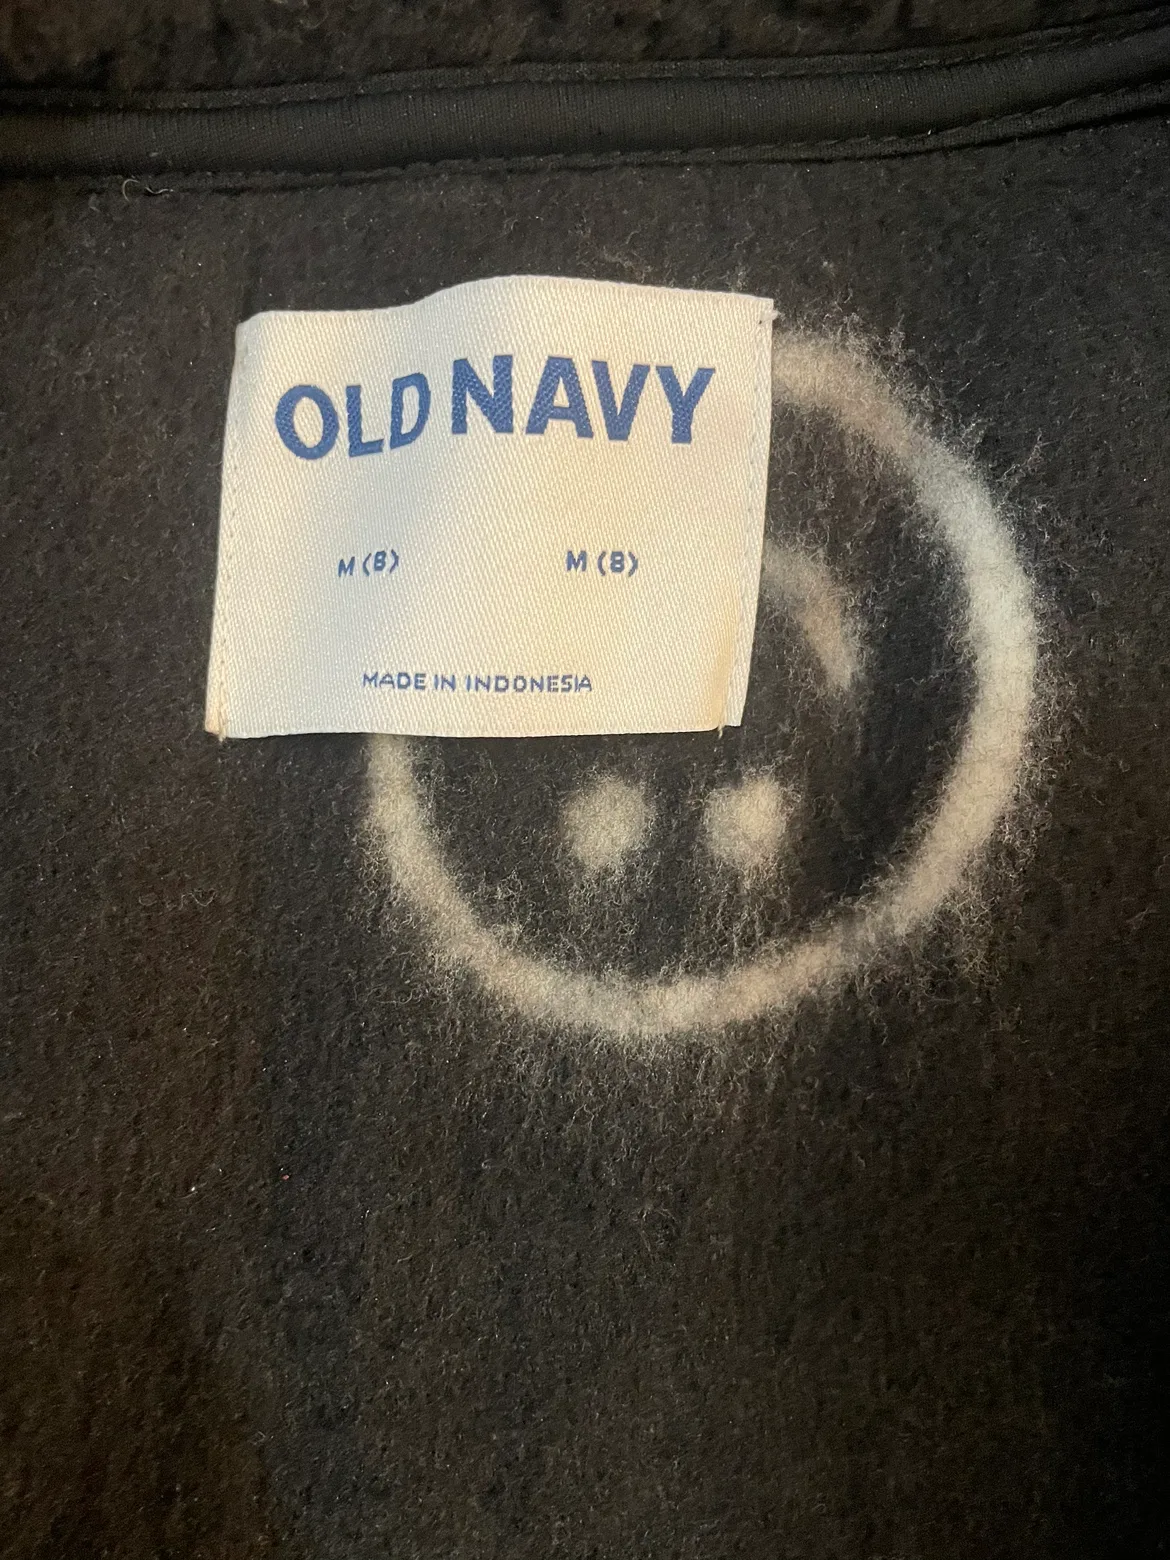 OLD NAVY
M (8) M (8)
MADE IN INDONESIA